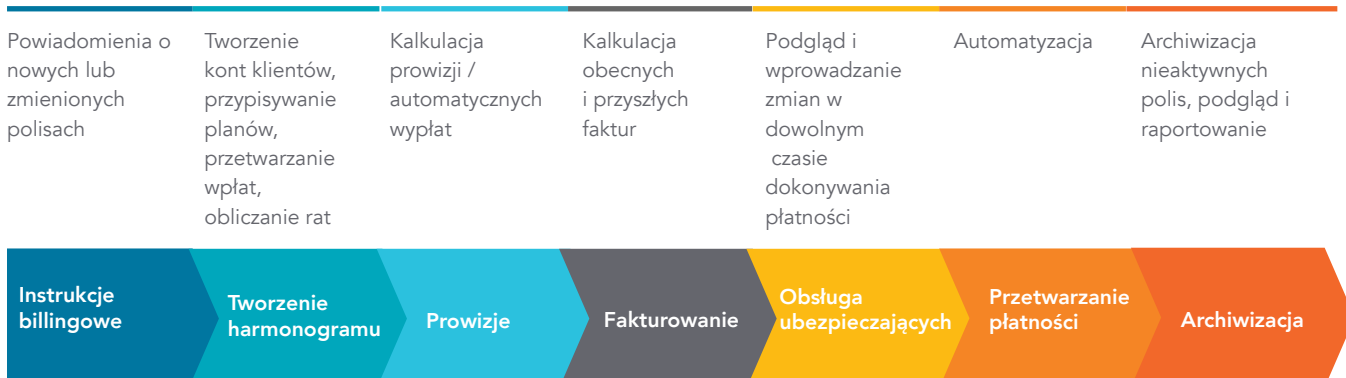 Powiadomienia o
nowych lub
zmienionych
polisach
Tworzenie
kont klientów,
przypisywanie
planów,
przetwarzanie
wpłat,
obliczanie rat
Kalkulacja
prowizji /
automatycznych
wypłat
Kalkulacja
obecnych
i przyszłych
faktur
Podgląd i
wprowadzanie
zmian w
dowolnym
czasie
dokonywania
płatności
Automatyzacja
Archiwizacja
nieaktywnych
polis, podgląd i
raportowanie
Instrukcje
billingowe
Tworzenie
harmonogramu
Prowizje
Fakturowanie
Obsługa
ubezpieczających
Przetwarzanie
płatności
Archiwizacja